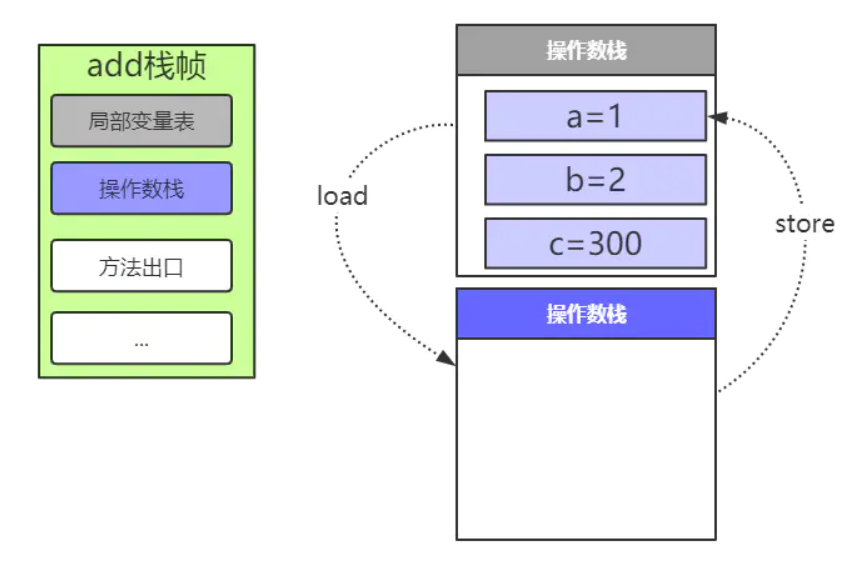 add栈帧
局部变量表
操作数栈
方法出口
...
操作数栈
a=1
b=2
c=300
load
store
操作数栈